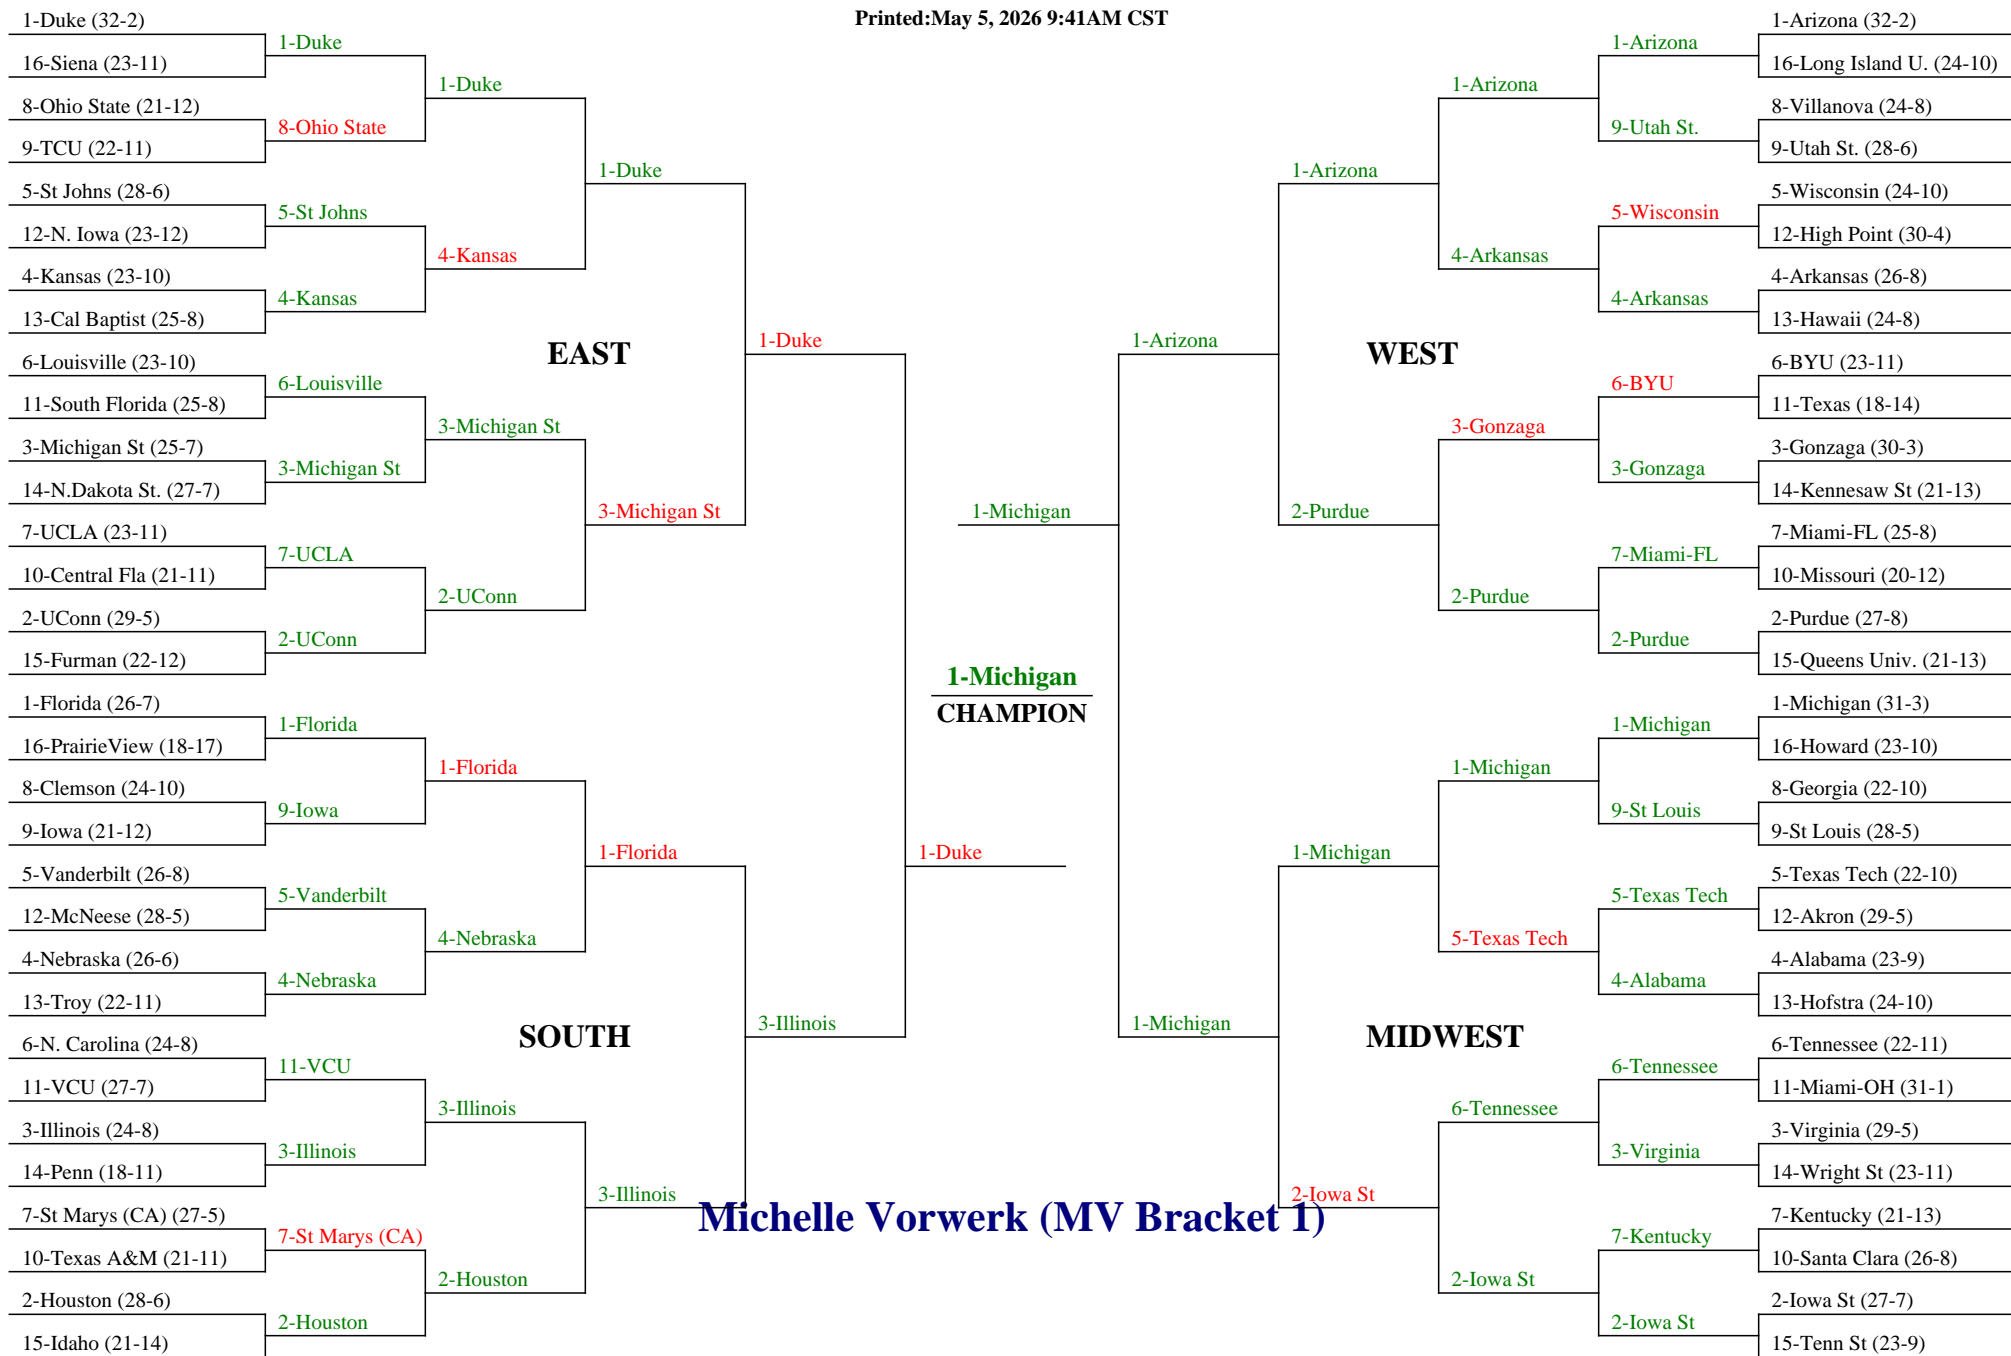 Printed:May 5, 2026 9:41AM CST
1-Duke (32-2)
16-Siena (23-11)
8-Ohio State (21-12)
9-TCU (22-11)
5-St Johns (28-6)
12-N. Iowa (23-12)
4-Kansas (23-10)
13-Cal Baptist (25-8)
6-Louisville (23-10)
11-South Florida (25-8)
3-Michigan St (25-7)
14-N.Dakota St. (27-7)
7-UCLA (23-11)
10-Central Fla (21-11)
2-UConn (29-5)
15-Furman (22-12)
1-Florida (26-7)
16-PrairieView (18-17)
8-Clemson (24-10)
9-Iowa (21-12)
5-Vanderbilt (26-8)
12-McNeese (28-5)
4-Nebraska (26-6)
13-Troy (22-11)
6-N. Carolina (24-8)
11-VCU (27-7)
3-Illinois (24-8)
14-Penn (18-11)
7-St Marys (CA) (27-5)
10-Texas A&M (21-11)
2-Houston (28-6)
15-Idaho (21-14)
1-Duke
8-Ohio State
5-St Johns
4-Kansas
6-Louisville
3-Michigan St
7-UCLA
2-UConn
1-Florida
9-Iowa
5-Vanderbilt
4-Nebraska
11-VCU
3-Illinois
7-St Marys (CA)
2-Houston
1-Duke
4-Kansas
3-Michigan St
2-UConn
1-Florida
4-Nebraska
3-Illinois
2-Houston
1-Duke
3-Michigan St
1-Florida
3-Illinois
EAST
SOUTH
1-Duke
3-Illinois
1-Duke
1-Michigan
1-Michigan
CHAMPION
Michelle Vorwerk (MV Bracket 1)
1-Arizona
1-Michigan
WEST
MIDWEST
1-Arizona
2-Purdue
1-Michigan
2-Iowa St
1-Arizona
4-Arkansas
3-Gonzaga
2-Purdue
1-Michigan
5-Texas Tech
6-Tennessee
2-Iowa St
1-Arizona
9-Utah St.
5-Wisconsin
4-Arkansas
6-BYU
3-Gonzaga
7-Miami-FL
2-Purdue
1-Michigan
9-St Louis
5-Texas Tech
4-Alabama
6-Tennessee
3-Virginia
7-Kentucky
2-Iowa St
1-Arizona (32-2)
16-Long Island U. (24-10)
8-Villanova (24-8)
9-Utah St. (28-6)
5-Wisconsin (24-10)
12-High Point (30-4)
4-Arkansas (26-8)
13-Hawaii (24-8)
6-BYU (23-11)
11-Texas (18-14)
3-Gonzaga (30-3)
14-Kennesaw St (21-13)
7-Miami-FL (25-8)
10-Missouri (20-12)
2-Purdue (27-8)
15-Queens Univ. (21-13)
1-Michigan (31-3)
16-Howard (23-10)
8-Georgia (22-10)
9-St Louis (28-5)
5-Texas Tech (22-10)
12-Akron (29-5)
4-Alabama (23-9)
13-Hofstra (24-10)
6-Tennessee (22-11)
11-Miami-OH (31-1)
3-Virginia (29-5)
14-Wright St (23-11)
7-Kentucky (21-13)
10-Santa Clara (26-8)
2-Iowa St (27-7)
15-Tenn St (23-9)